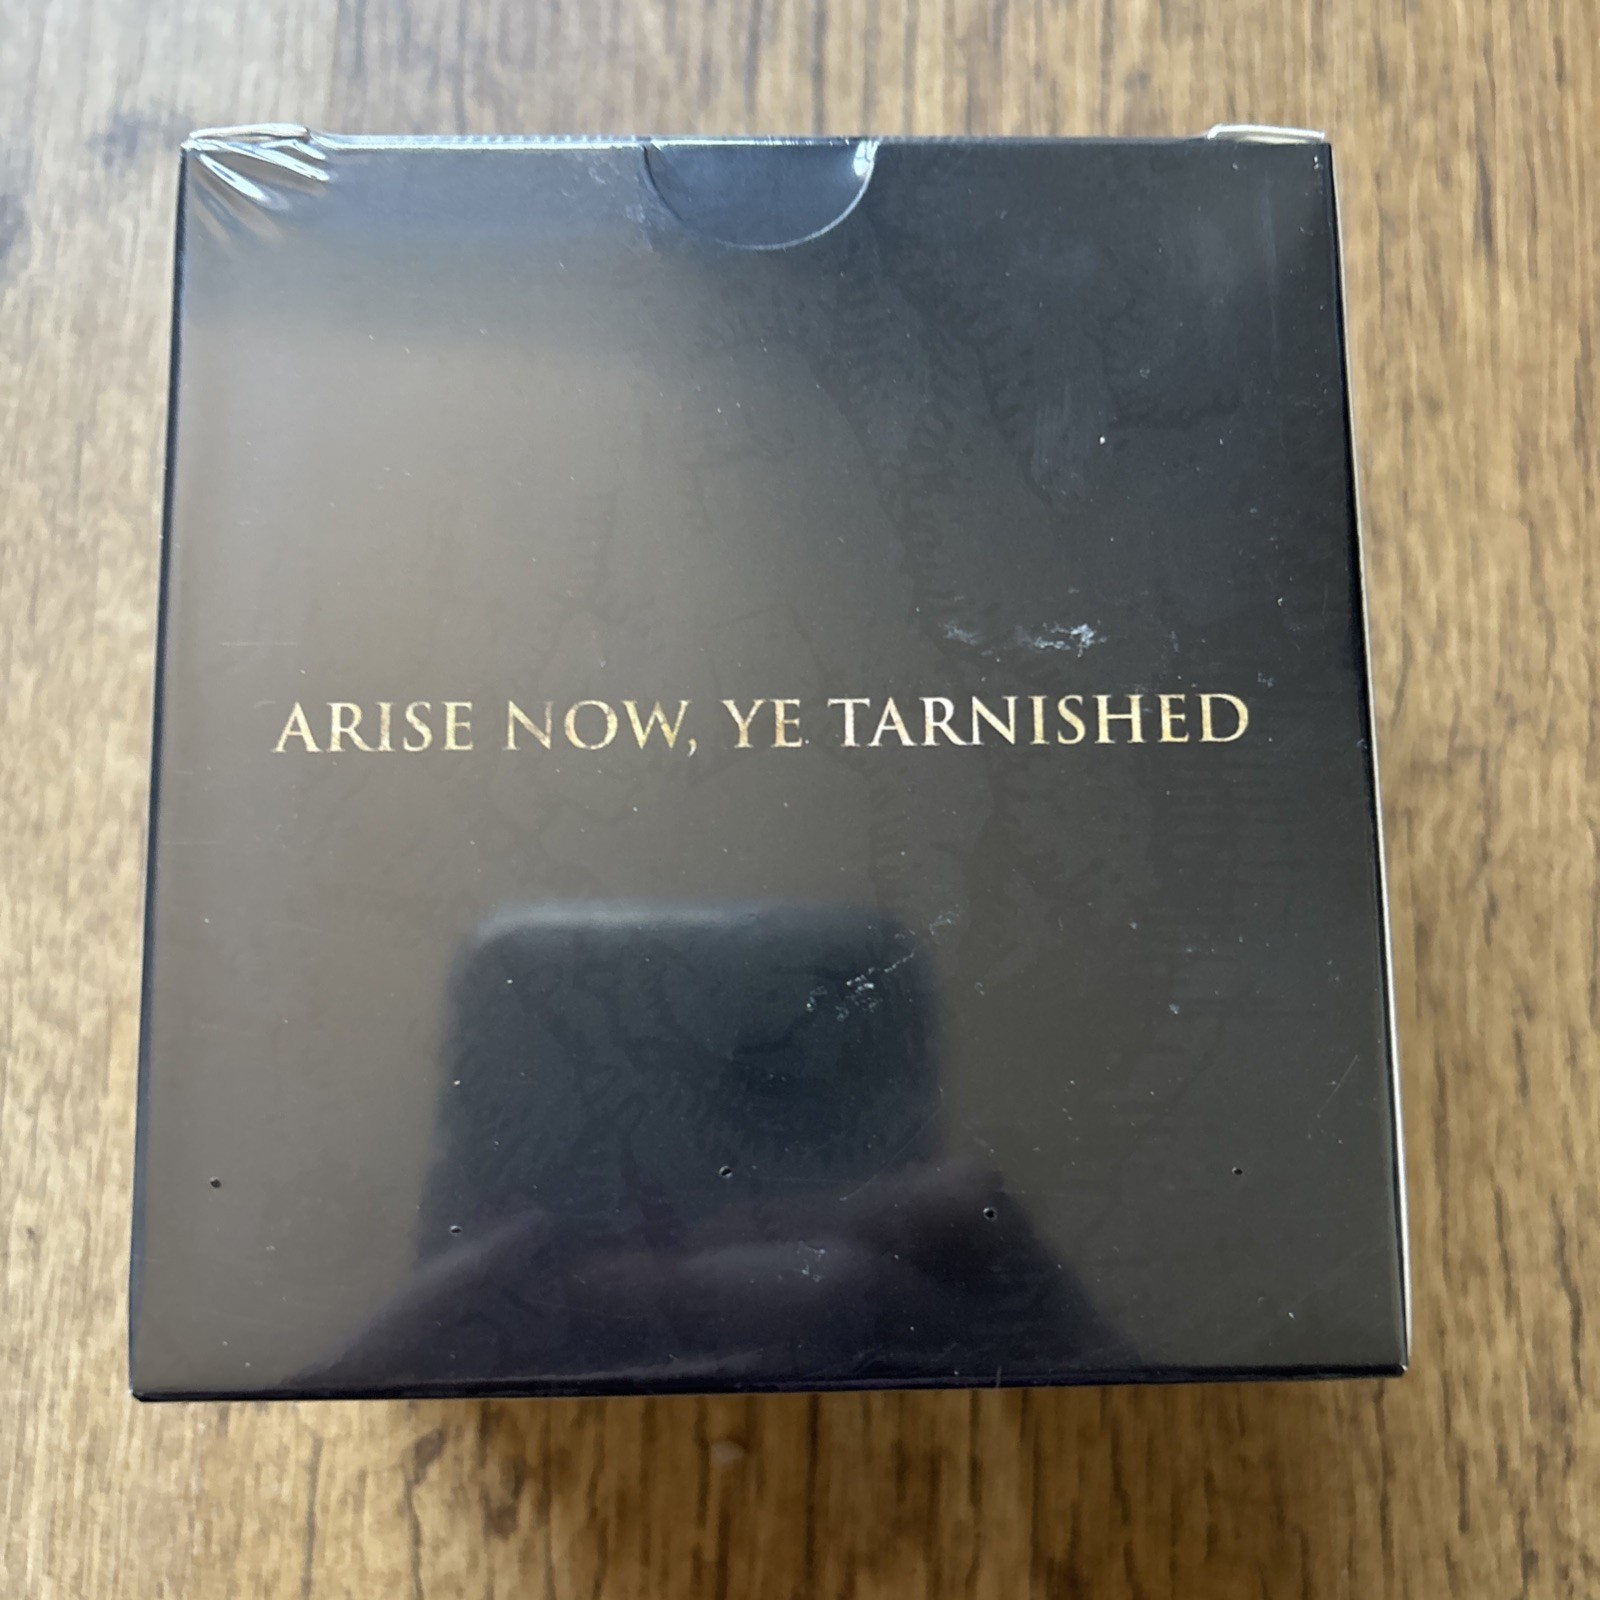 ARISE NOW, YE TARNISHED